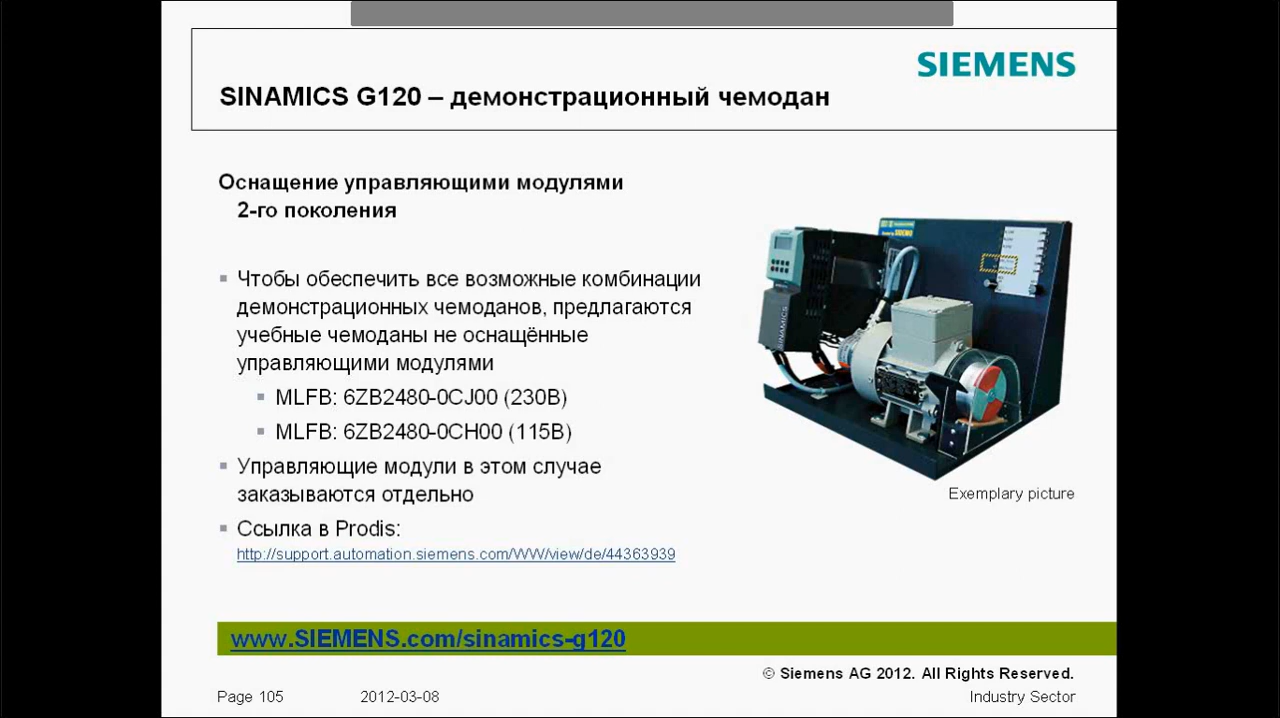 SIEMENS
SINAMICS G120 – демонстрационный чемодан
Оснащение управляющими модулями
2-го поколения
Чтобы обеспечить все возможные комбинации
демонстрационных чемоданов, предлагаются
учебные чемоданы не оснащённые
управляющими модулями
MLFB: 6ZB2480-0CJ00 (230В)
MLFB: 6ZB2480-0CH00 (115В)
Управляющие модули в этом случае
заказываются отдельно
Ссылка в Prodis:
http://support.automation.siemens.com/WW/view/de/44363939
SINAMICS
Exemplary picture
www.SIEMENS.com/sinamics-g120
© Siemens AG 2012. All Rights Reserved.
Page 105
2012-03-08
Industry Sector